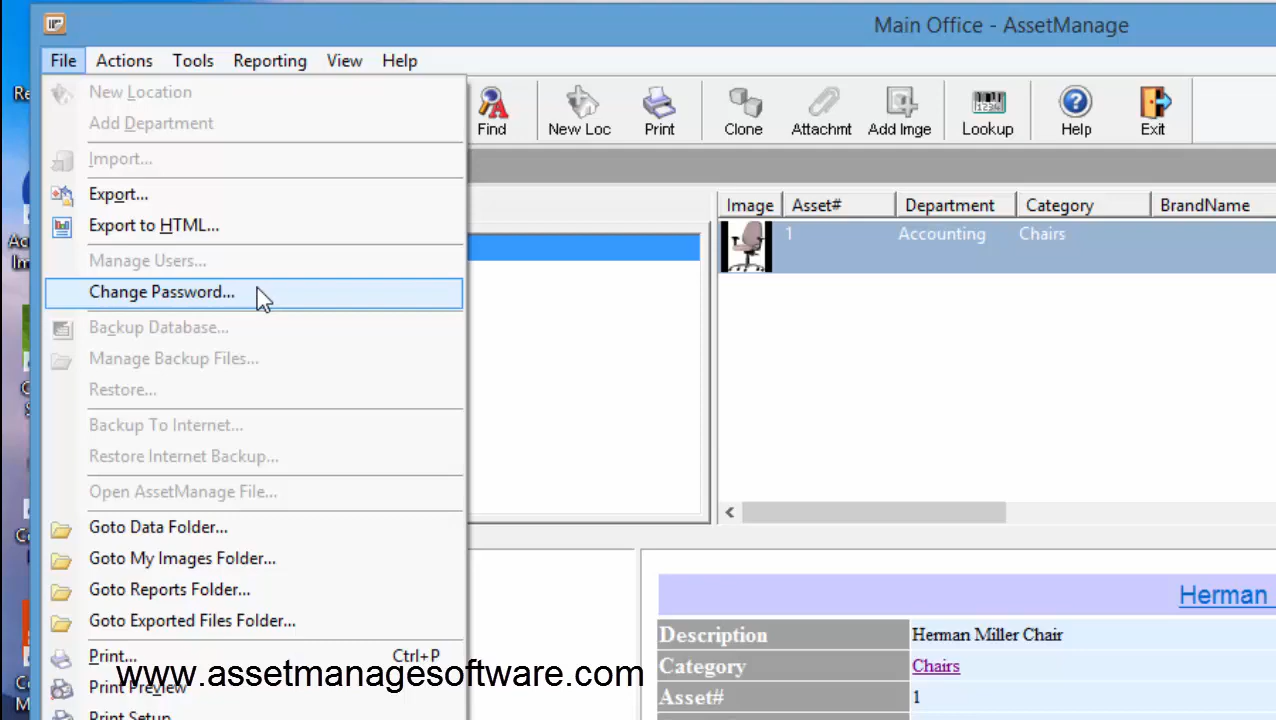 Main Office - AssetManage
File Actions Tools Reporting View Help
New Location
Add Department
Import...
Export...
Export to HTML...
Manage Users...
Change Password...
Backup Database...
Manage Backup Files...
Restore...
Backup To Internet...
Restore Internet Backup...
Open AssetManage File...
Goto Data Folder...
Goto My Images Folder...
Goto Reports Folder...
Goto Exported Files Folder...
Print... Ctrl+P
Print Preview
Print Setup
Find New Loc Print Clone Attachmt Add Imge Lookup Help Exit
Image Asset# Department Category BrandName
1 Accounting Chairs
Herman
Description Herman Miller Chair
Category Chairs
Asset# 1
www.assetmanagesoftware.com